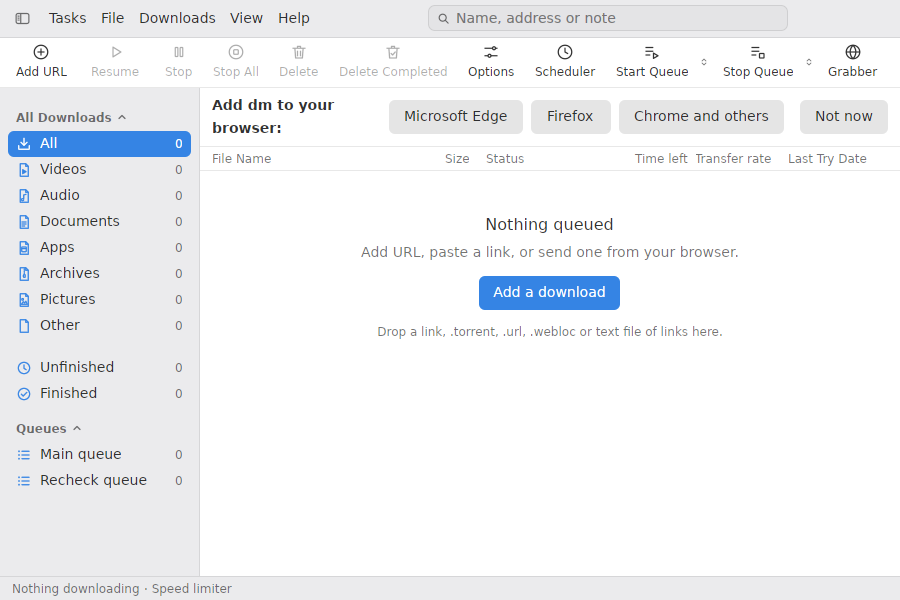 Tasks File Downloads View Help
Name, address or note
Add URL Resume Stop Stop All Delete Delete Completed Options Scheduler Start Queue Stop Queue Grabber
All Downloads
All 0
Videos 0
Audio 0
Documents 0
Apps 0
Archives 0
Pictures 0
Other 0
Unfinished 0
Finished 0
Queues
Main queue 0
Recheck queue 0
Add dm to your
browser:
Microsoft Edge Firefox Chrome and others Not now
File Name Size Status Time left Transfer rate Last Try Date
Nothing queued
Add URL, paste a link, or send one from your browser.
Add a download
Drop a link, .torrent, .url, .webloc or text file of links here.
Nothing downloading · Speed limiter